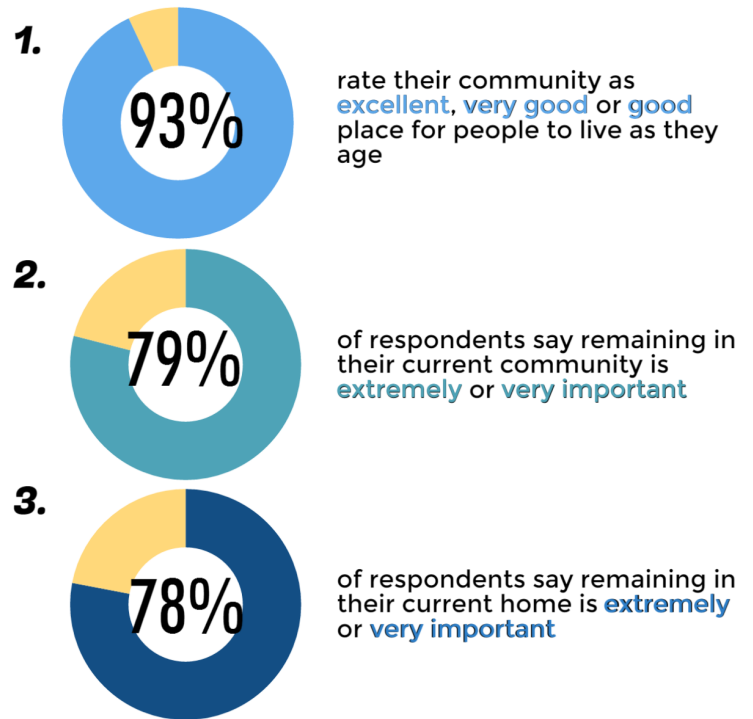 1.
93%
rate their community as
excellent, very good or good
place for people to live as they
age
2.
79%
of respondents say remaining in
their current community is
extremely or very important
3.
78%
of respondents say remaining in
their current home is extremely
or very important